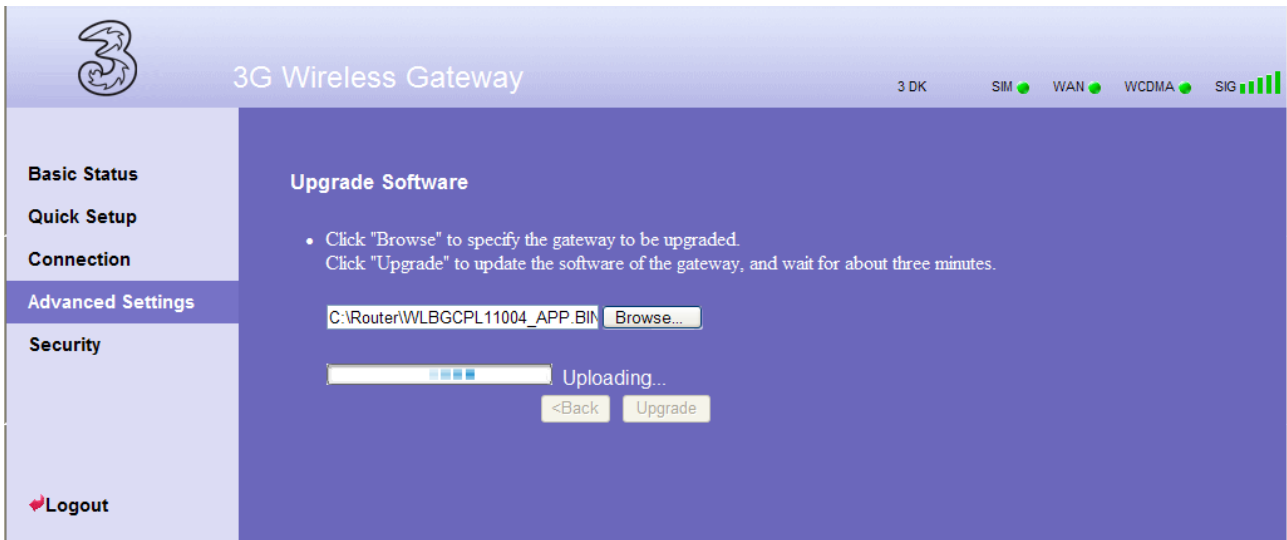 3
3G Wireless Gateway
3 DK SIM WAN WCDMA SIG
Basic Status
Quick Setup
Connection
Advanced Settings
Security
Logout
Upgrade Software
• Click "Browse" to specify the gateway to be upgraded.
Click "Upgrade" to update the software of the gateway, and wait for about three minutes.
C:\Router\WLBGCPL11004_APP.BIN Browse...
Uploading...
<Back Upgrade